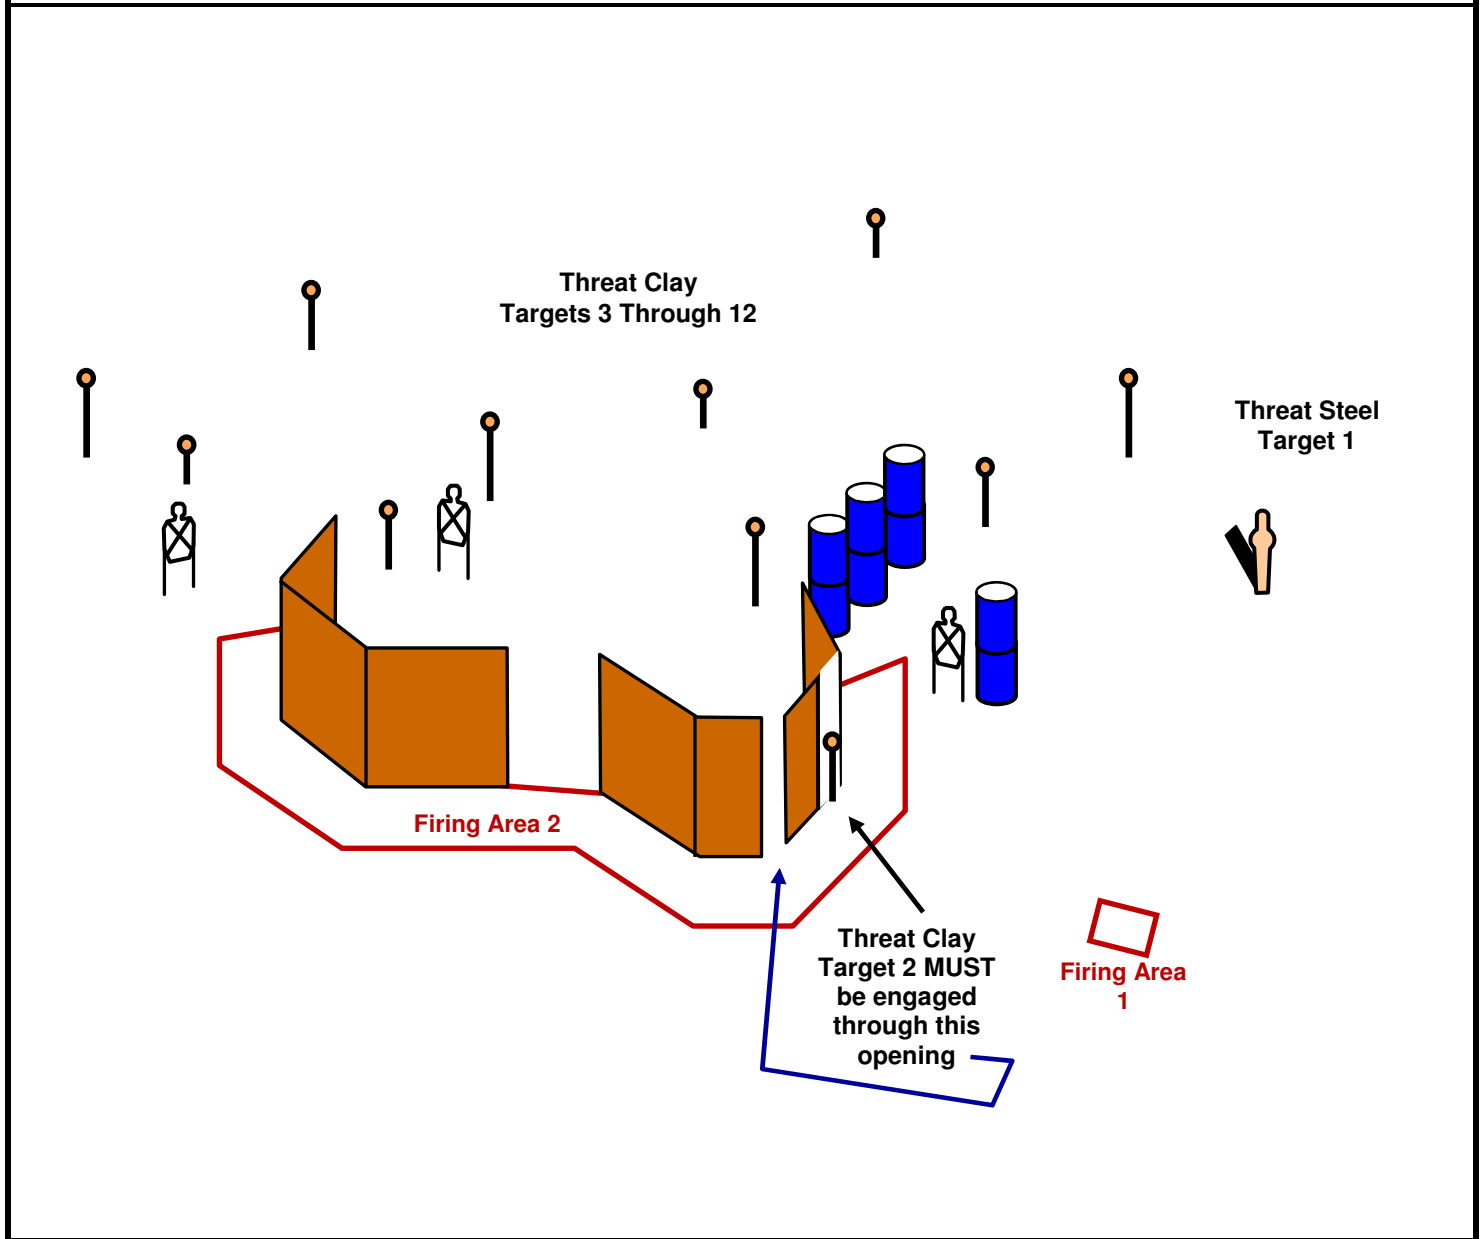 Threat Clay
Targets 3 Through 12
Threat Steel
Target 1
Firing Area 2
Threat Clay
Target 2 MUST
be engaged
through this
opening
Firing Area
1